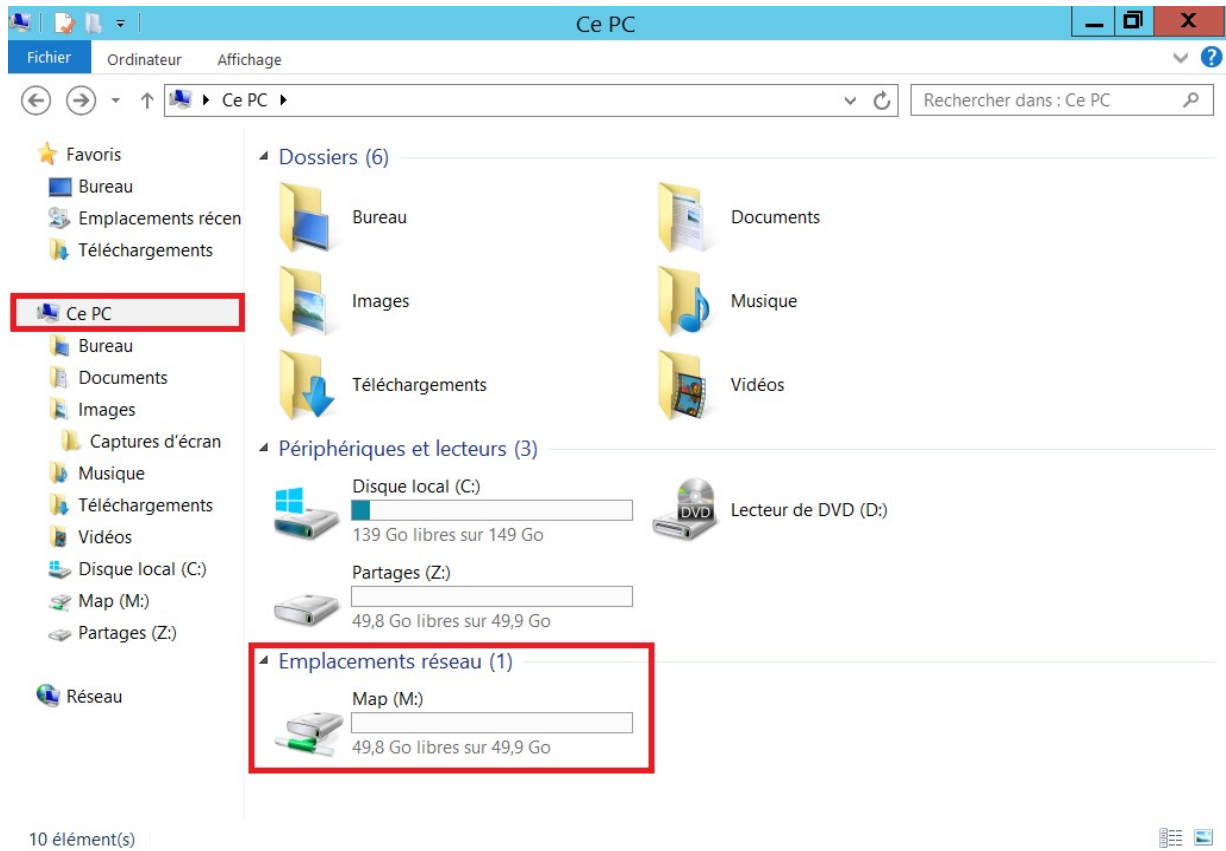 Ce PC
Fichier Ordinateur Affichage
Ce PC
Rechercher dans : Ce PC
Favoris
Bureau
Emplacements récen
Téléchargements
Ce PC
Bureau
Documents
Images
Captures d'écran
Musique
Téléchargements
Vidéos
Disque local (C:)
Map (M:)
Partages (Z:)
Réseau
Dossiers (6)
Bureau
Documents
Images
Musique
Téléchargements
Vidéos
Périphériques et lecteurs (3)
Disque local (C:)
139 Go libres sur 149 Go
DVD
Lecteur de DVD (D:)
Partages (Z:)
49,8 Go libres sur 49,9 Go
Emplacements réseau (1)
Map (M:)
49,8 Go libres sur 49,9 Go
10 élément(s)